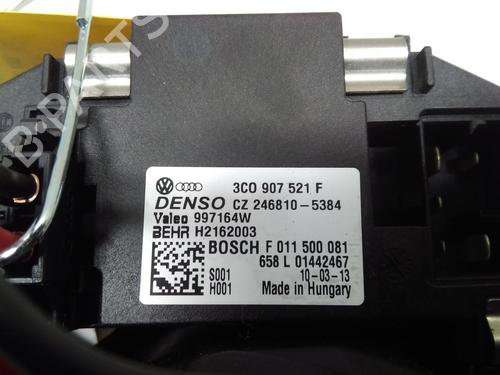 3C0 907 521 F
DENSO CZ 246810-5384
Valeo 997164W
BEHR H2162003
BOSCH F 011 500 081
658 L 01442467
S001 10-03-13
H001 Made in Hungary
B-PARTS